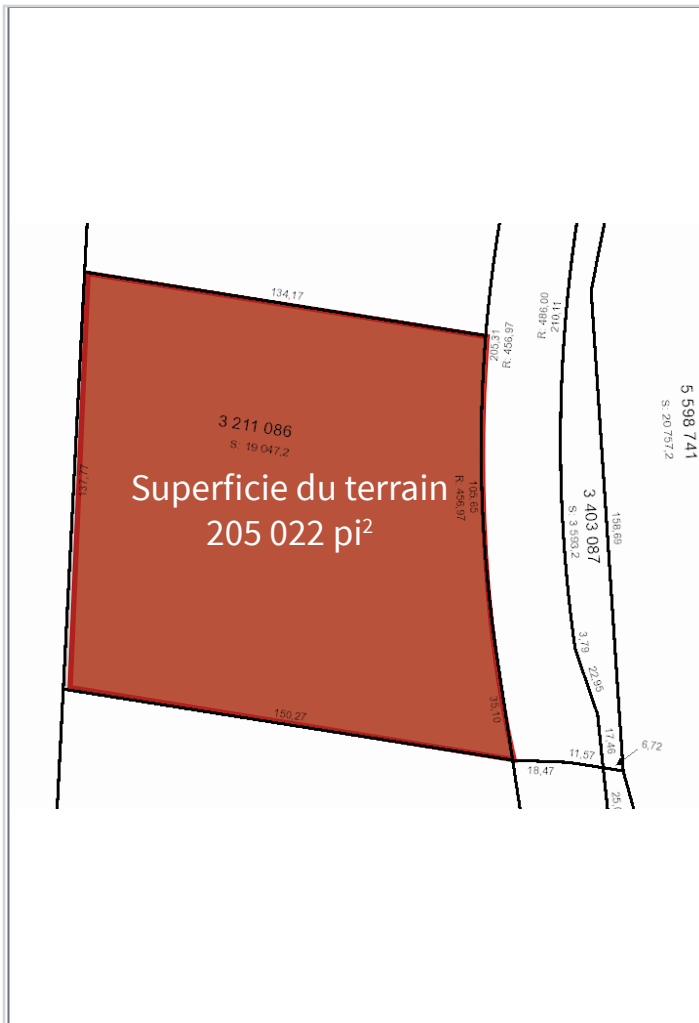 134,17
205,31
R: 456,97
R: 486,00
210,11
5 598 741
S: 20 757,2
3 211 086
S: 19 047,2
137,77
Superficie du terrain
205 022 pi²
105,65
R: 456,97
3 403 087
S: 3 593,2
158,69
3,79
22,95
35,10
150,27
17,46
6,72
11,57
18,47